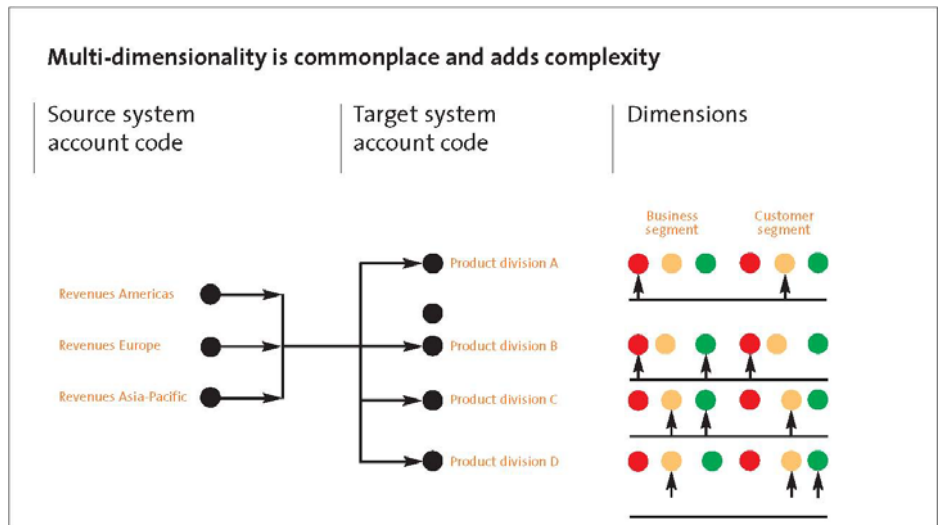 Multi-dimensionality is commonplace and adds complexity
Source system
account code
Target system
account code
Dimensions
Business
segment
Customer
segment
Product division A
Revenues Americas
Revenues Europe
Product division B
Revenues Asia-Pacific
Product division C
Product division D